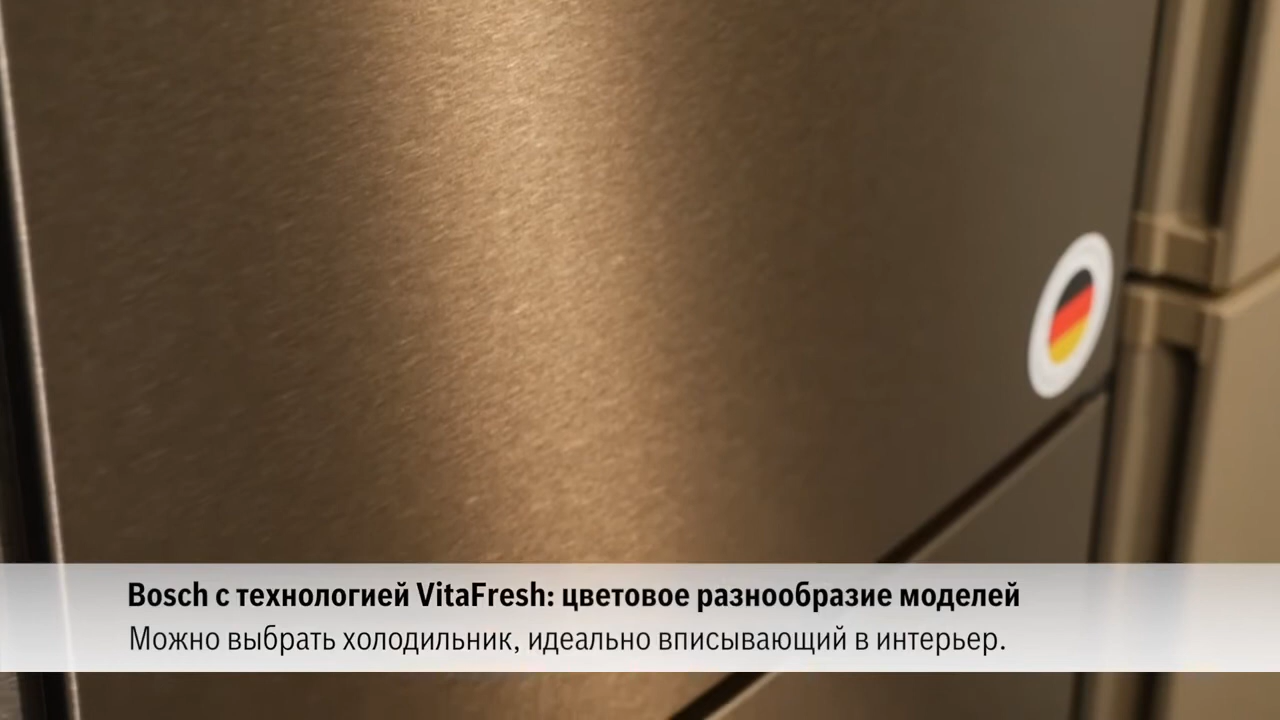 Bosch с технологией VitaFresh: цветовое разнообразие моделей
Можно выбрать холодильник, идеально вписывающий в интерьер.